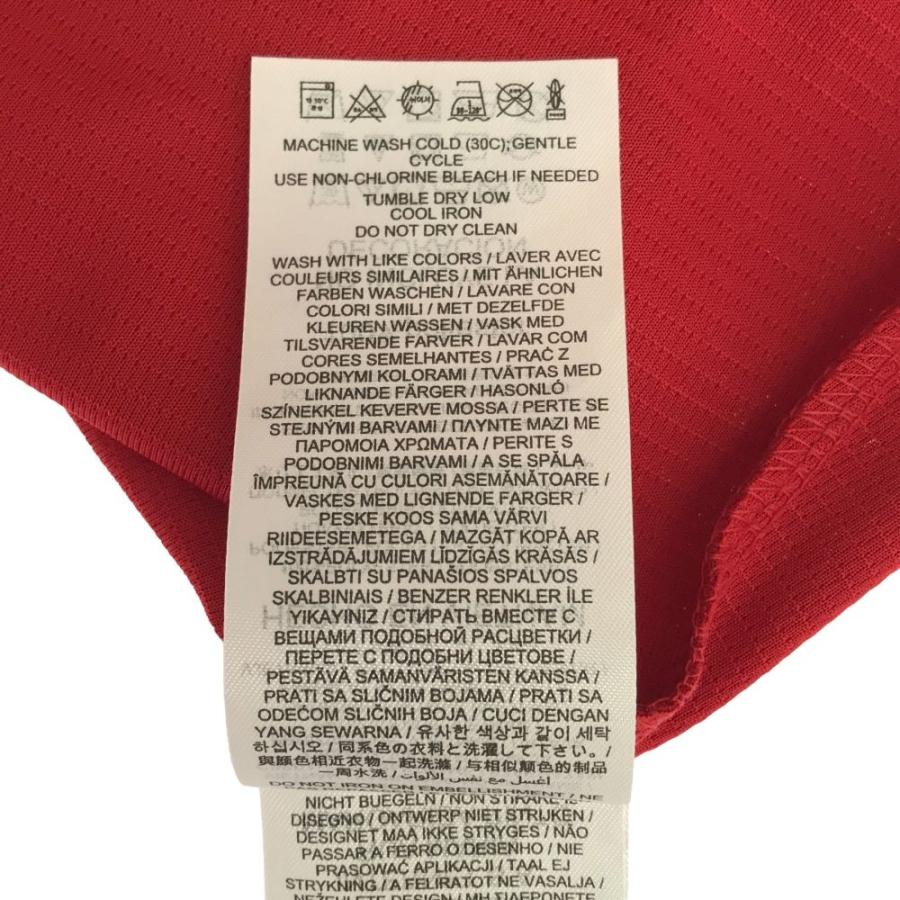 MACHINE WASH COLD (30C); GENTLE
CYCLE
USE NON-CHLORINE BLEACH IF NEEDED
TUMBLE DRY LOW
COOL IRON
DO NOT DRY CLEAN
WASH WITH LIKE COLORS / LAVER AVEC
COULEURS SIMILAIRES / MIT ÄHNLICHEN
FARBEN WASCHEN / LAVARE CON
COLORI SIMILI / MET DEZELFDE
KLEUREN WASSEN / VASK MED
TILSVARENDE FARVER / LAVAR COM
CORES SEMELHANTES / PRAĆ Z
PODOBNYMI KOLORAMI / TVÄTTAS MED
LIKNANDE FÄRGER / HASONLÓ
SZÍNEKKEL KEVERVE MOSSA / PERTE SE
STEJNÝMI BARVAMI / ΠΛΥΝΤΕ ΜΑΖΙ ΜΕ
ΠΑΡΟΜΟΙΑ ΧΡΩΜΑΤΑ / PERITE S
PODOBNIMI BARVAMI / A SE SPĂLA
ÎMPREUNĂ CU CULORI ASEMĂNĂTOARE /
VASKES MED LIGNENDE FARGER /
PESKE KOOS SAMA VÄRVI
RIIDEESEMETEGA / MAZGĀT KOPĀ AR
IZSTRĀDĀJUMIEM LĪDZĪGĀS KRĀSĀS /
SKALBTI SU PANAŠIOS SPALVOS
SKALBINIAIS / BENZER RENKLER İLE
YIKAYINIZ / СТИРАТЬ ВМЕСТЕ С
ВЕЩАМИ ПОДОБНОЙ РАСЦВЕТКИ /
ПЕРЕТЕ С ПОДОБНИ ЦВЕТОВЕ /
PESTÄVÄ SAMANVÄRISTEN KANSSA /
PRATI SA SLIČNIM BOJAMA / PRATI SA
ODEĆOM SLIČNIH BOJA / CUCI DENGAN
YANG SEWARNA / 유사한 색상과 같이 세탁
하십시오 / 同系色の衣料と洗濯して下さい。/
與顏色相近衣物一起洗滌 / 与相似颜色的制品
一周水洗 / اغسل مع نفس الألوان
DO NOT IRON ON EMBELLISHMENT / NE
NICHT BUEGELN / NON STIRARE
DISEGNO / ONTWERP NIET STRIJKEN /
DESIGNET MAA IKKE STRYGES / NÃO
PASSAR A FERRO O DESENHO / NIE
PRASOWAĆ APLIKACJI / TAAL EJ
STRYKNING / A FELIRATOT NE VASALJA /
NEŽEHLETE DESIGN / ΜΗ ΣΙΔΕΡΩΝΕΤΕ